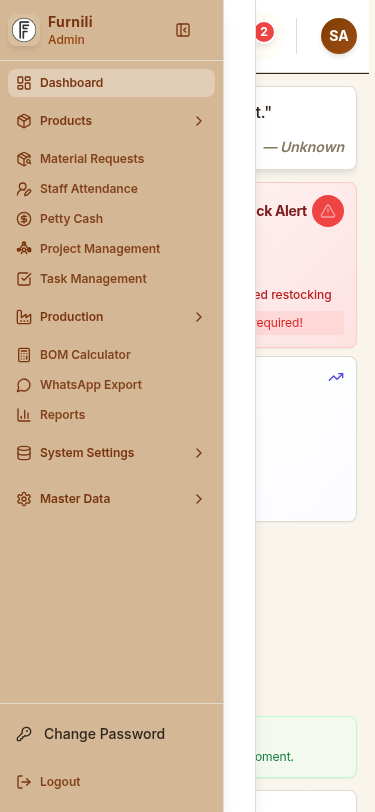 Furnili
Admin
2
SA
Dashboard
Products
Material Requests
Staff Attendance
Petty Cash
Project Management
Task Management
Production
BOM Calculator
WhatsApp Export
Reports
System Settings
Master Data
Change Password
Logout
t."
— Unknown
ck Alert
ed restocking
equired!
oment.